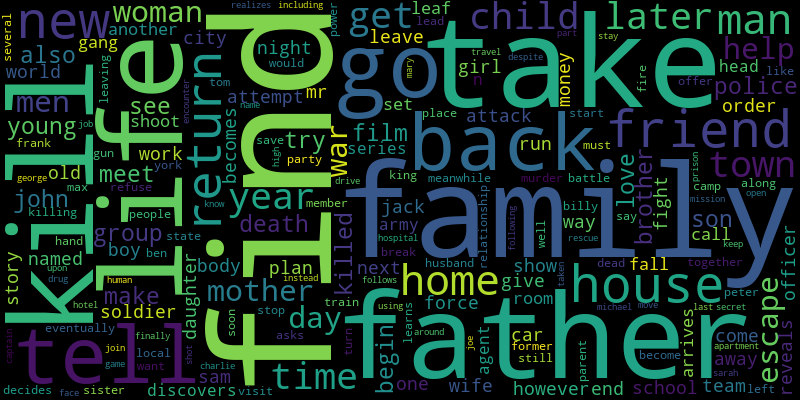 several
new
woman
another
gang
also
world
men
leaving
young
see
shoot
job
frank
gun
work
george
old
meet
york
max
refuse
john
killing
people
hand
group
state
boy
ben
named
upon
drug
story
human
make
hotel
soldier
daughter
eventually
tell
captain
join
finally
local
game
want
shot
decides
face
sister
kill
life
find
realizes
including
power
city
night
would
tom
encounter
attempt
mr
name
return
becomes
save
try
high
party
war
year
know
death
member
body
plan
instead
mother
soon
train
stop
day
asks
charlie
time
sam
discovers
visit
get
leaf
lead
leave
mary
go
take
set
place
attack
film
series
back
king
meanwhile
drive
jack
army
hospital
break
relationship
husband
killed
next
follows
home
using
force
turn
begin
learns
around
father
agent
one
wife
joe
family
child
later
man
girl
travel
despite
n
money
part
stay
fire
offer
help
head
like
police
order
start
must
friend
run
murder
battle
love
brother
prison
town
camp
along
mission
open
billy
way
say
fight
son
call
keep
following
well
rescue
show
dead
fall
together
taken
give
room
house
michael
move
peter
last
secret
escape
officer
car
former
still
parent
become
arrives
apartment
come
away
reveals
sarah
however
end
school
team
left